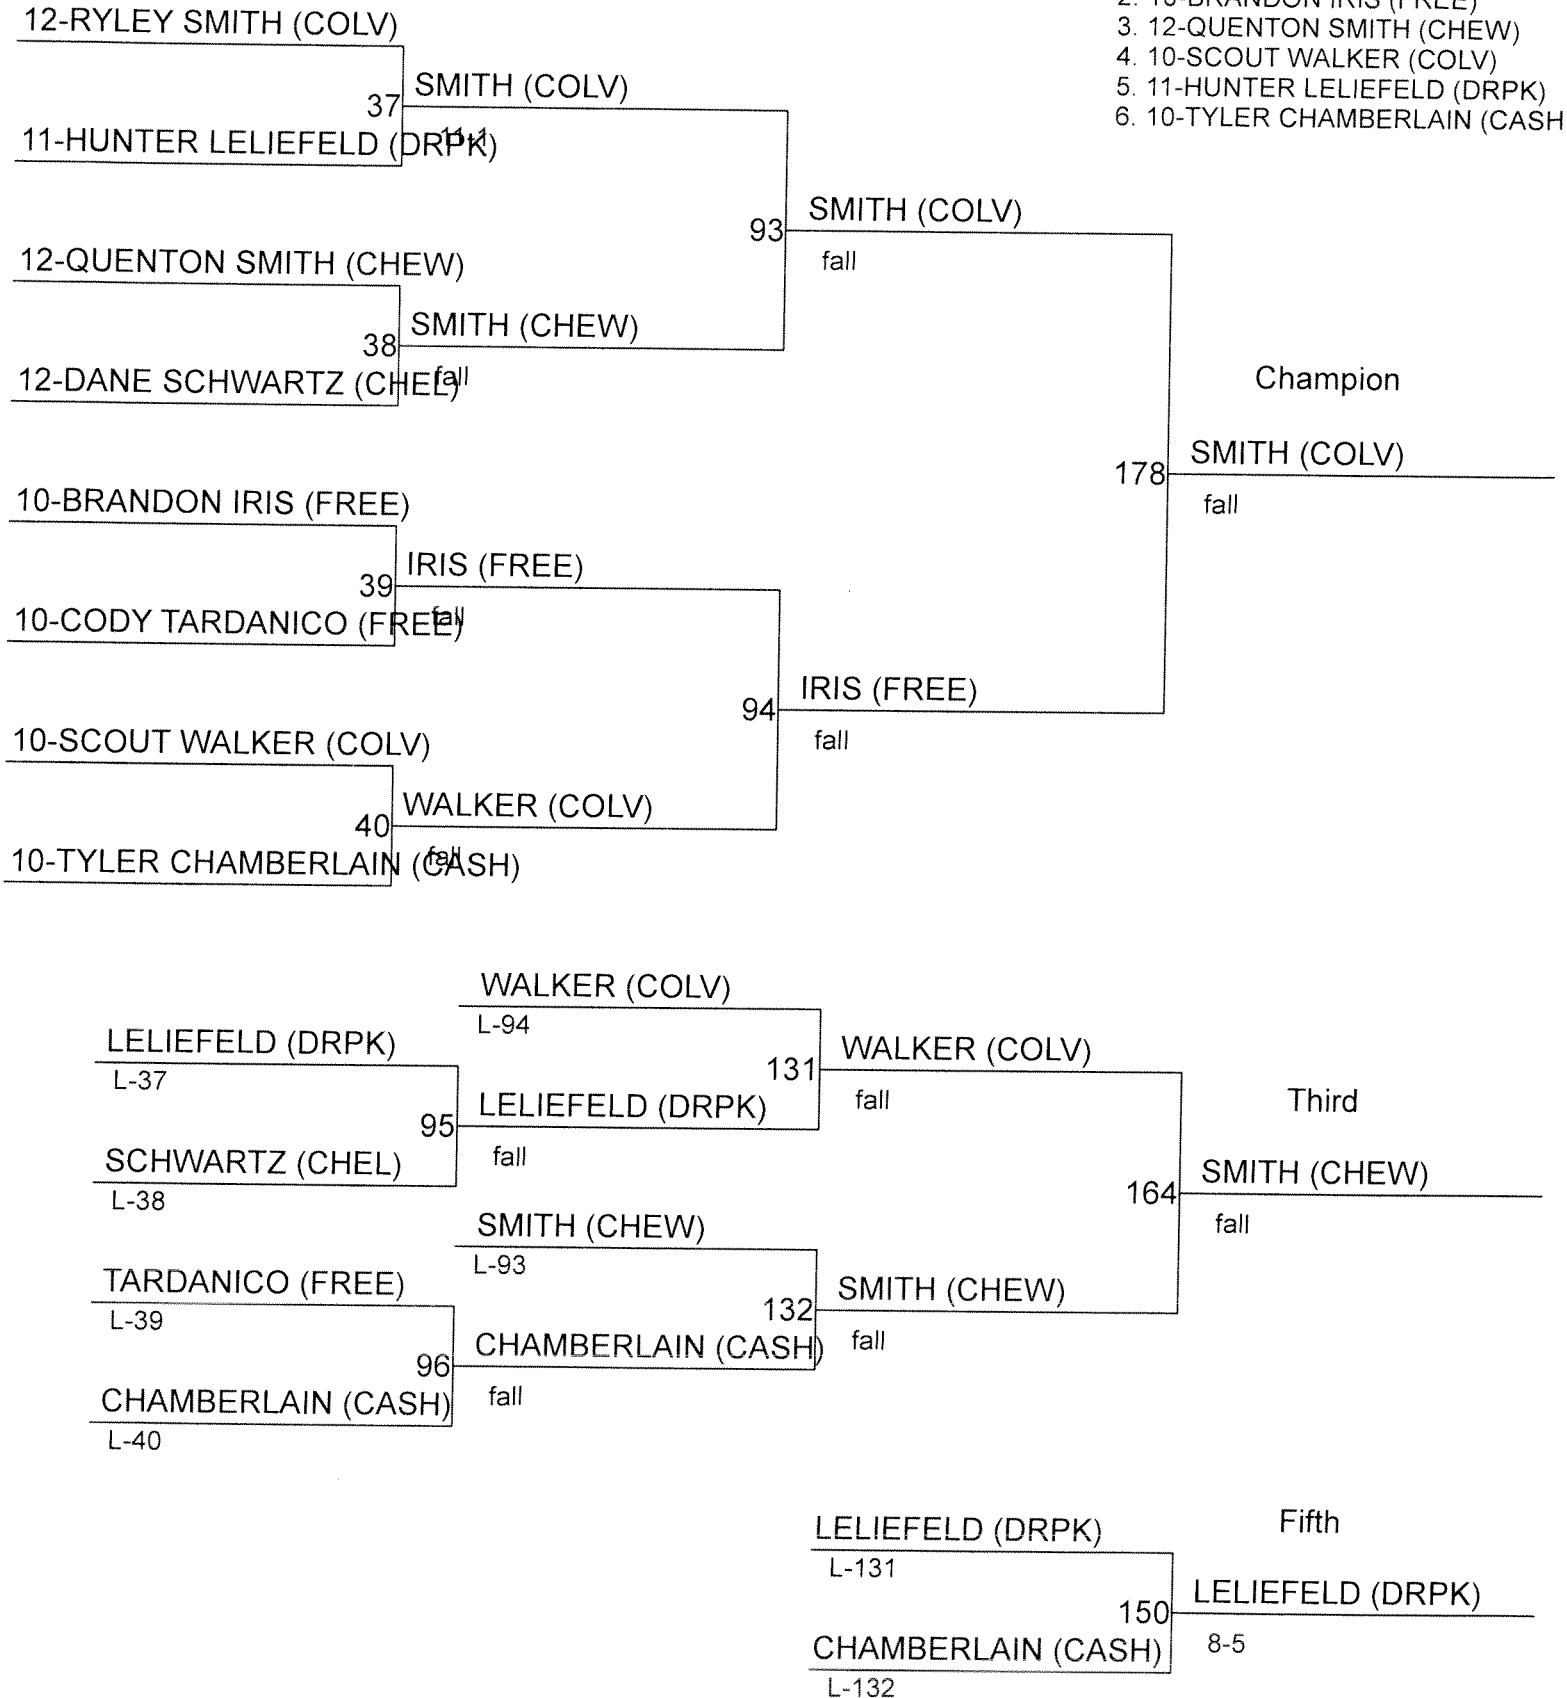 12-RYLEY SMITH (COLV)
2. 10-BRANDON IRIS (FREE)
3. 12-QUENTON SMITH (CHEW)
4. 10-SCOUT WALKER (COLV)
5. 11-HUNTER LELIEFELD (DRPK)
6. 10-TYLER CHAMBERLAIN (CASH
37
SMITH (COLV)
11-HUNTER LELIEFELD (DRPK)
11-1
93
SMITH (COLV)
fall
12-QUENTON SMITH (CHEW)
38
SMITH (CHEW)
12-DANE SCHWARTZ (CHEL)
fall
Champion
178
SMITH (COLV)
fall
10-BRANDON IRIS (FREE)
39
IRIS (FREE)
10-CODY TARDANICO (FREE)
fall
94
IRIS (FREE)
fall
10-SCOUT WALKER (COLV)
40
WALKER (COLV)
10-TYLER CHAMBERLAIN (CASH)
fall
WALKER (COLV)
L-94
LELIEFELD (DRPK)
L-37
131
WALKER (COLV)
fall
95
LELIEFELD (DRPK)
fall
SCHWARTZ (CHEL)
L-38
Third
164
SMITH (CHEW)
fall
SMITH (CHEW)
L-93
TARDANICO (FREE)
L-39
132
SMITH (CHEW)
fall
96
CHAMBERLAIN (CASH)
fall
CHAMBERLAIN (CASH)
L-40
Fifth
LELIEFELD (DRPK)
L-131
150
LELIEFELD (DRPK)
8-5
CHAMBERLAIN (CASH)
L-132